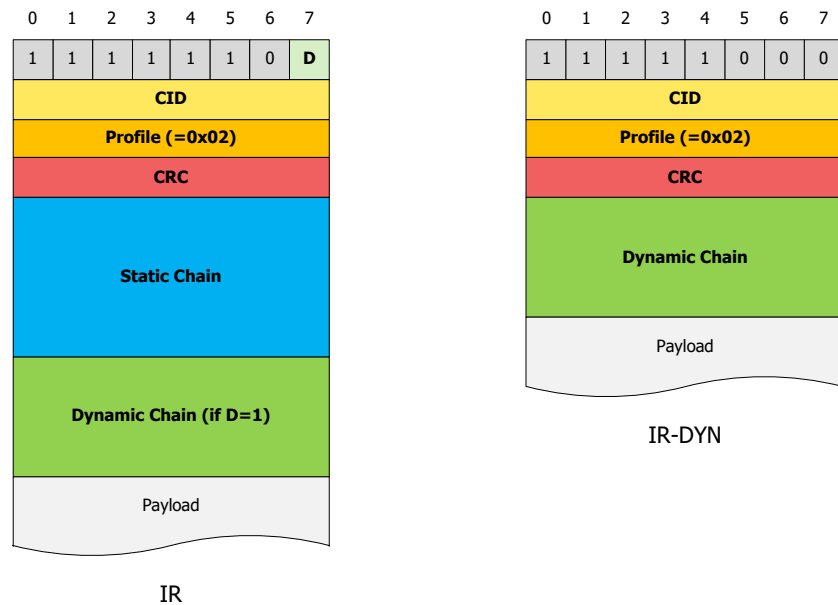 0 1 2 3 4 5 6 7
1 1 1 1 1 1 0 D
CID
Profile (=0x02)
CRC
Static Chain
Dynamic Chain (if D=1)
Payload
IR
0 1 2 3 4 5 6 7
1 1 1 1 1 0 0 0
CID
Profile (=0x02)
CRC
Dynamic Chain
Payload
IR-DYN